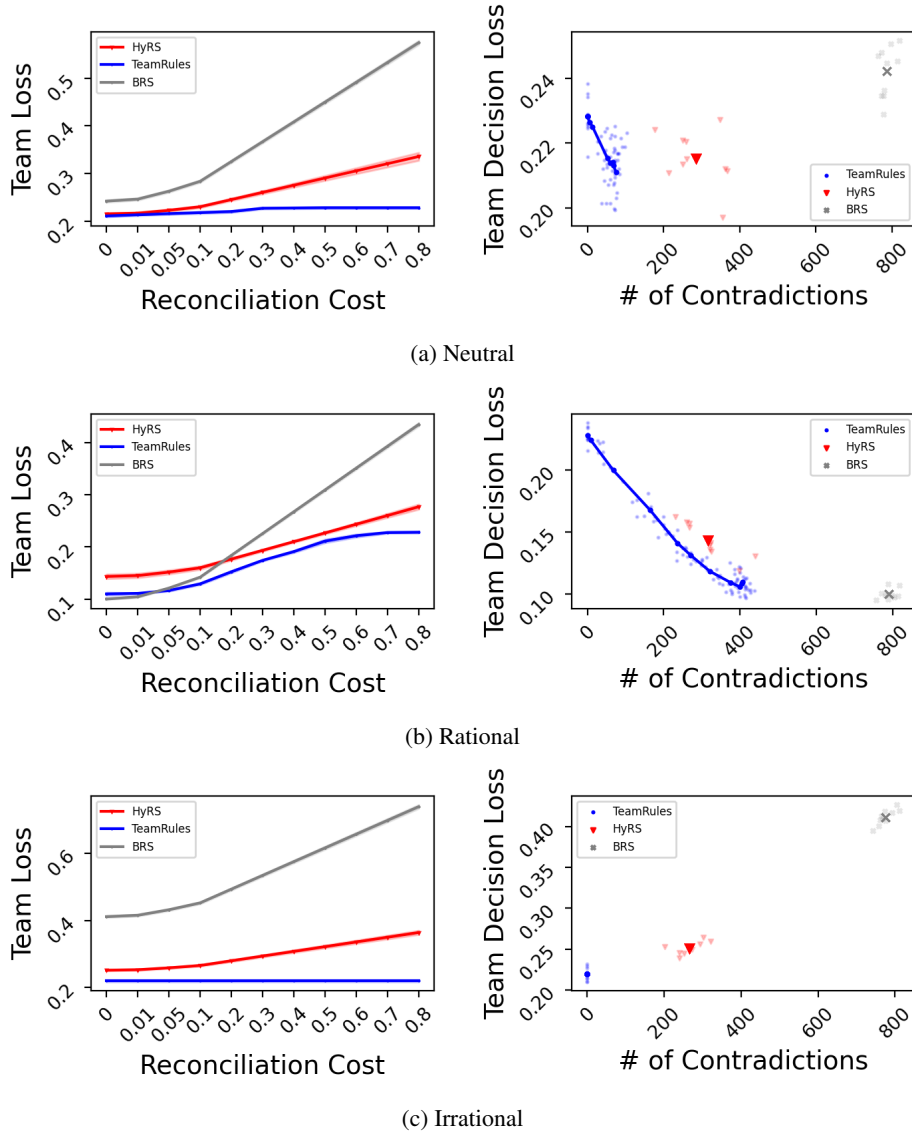 HyRS
TeamRules
BRS
Team Loss
0.5
0.4
0.3
0.2
0 0.01 0.05 0.1 0.2 0.3 0.4 0.5 0.6 0.7 0.8
Reconciliation Cost
Team Decision Loss
0.24
0.22
0.20
TeamRules
HyRS
BRS
0 200 400 600 800
# of Contradictions
(a) Neutral
HyRS
TeamRules
BRS
Team Loss
0.4
0.3
0.2
0.1
0 0.01 0.05 0.1 0.2 0.3 0.4 0.5 0.6 0.7 0.8
Reconciliation Cost
Team Decision Loss
0.20
0.15
0.10
TeamRules
HyRS
BRS
0 200 400 600 800
# of Contradictions
(b) Rational
HyRS
TeamRules
BRS
Team Loss
0.6
0.4
0.2
0 0.01 0.05 0.1 0.2 0.3 0.4 0.5 0.6 0.7 0.8
Reconciliation Cost
Team Decision Loss
0.40
0.35
0.30
0.25
0.20
TeamRules
HyRS
BRS
0 200 400 600 800
# of Contradictions
(c) Irrational